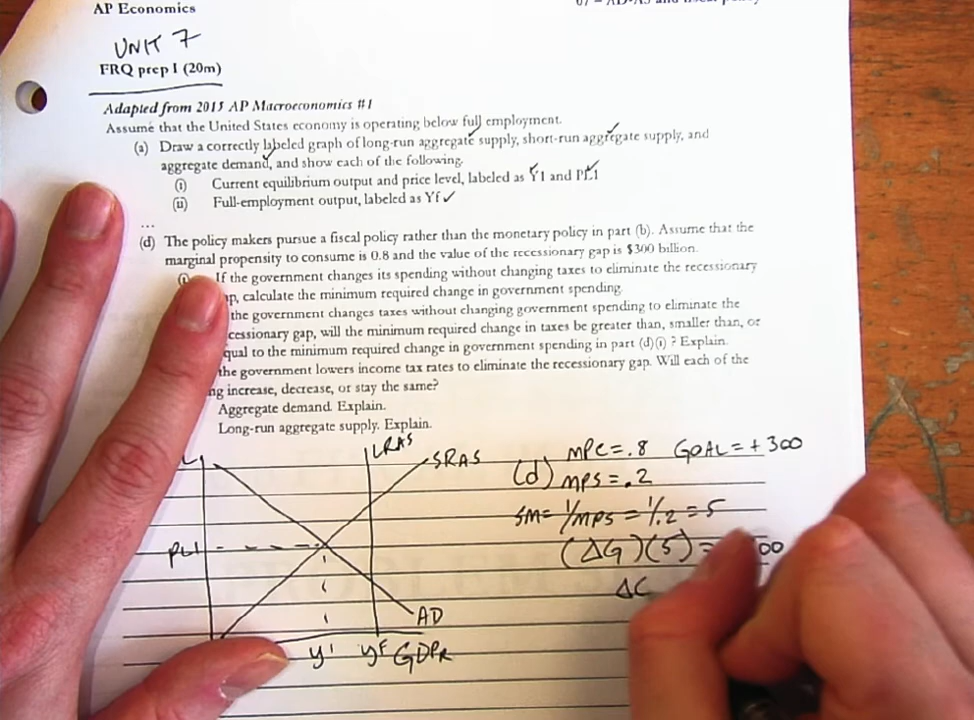 AP Economics
07 – AD-AS and fiscal policy
UNIT 7
FRQ prep 1 (20m)
Adapted from 2015 AP Macroeconomics #1
Assume that the United States economy is operating below full employment.
(a) Draw a correctly labeled graph of long-run aggregate supply, short-run aggregate supply, and
aggregate demand, and show each of the following.
(i) Current equilibrium output and price level, labeled as Y1 and PL1
(ii) Full-employment output, labeled as Yf ✓
...
(d) The policy makers pursue a fiscal policy rather than the monetary policy in part (b). Assume that the
marginal propensity to consume is 0.8 and the value of the recessionary gap is $300 billion.
If the government changes its spending without changing taxes to eliminate the recessionary
calculate the minimum required change in government spending.
the government changes taxes without changing government spending to eliminate the
cessionary gap, will the minimum required change in taxes be greater than, smaller than, or
qual to the minimum required change in government spending in part (d)(i) ? Explain.
the government lowers income tax rates to eliminate the recessionary gap. Will each of the
ng increase, decrease, or stay the same?
Aggregate demand. Explain.
Long-run aggregate supply. Explain.
LRAS
SRAS
PL1
AD
Y1 YF GDPR
(d) MPC = .8 GOAL = +300
MPS = .2
SM = 1/MPS = 1/.2 = 5
(ΔG)(5) = 00